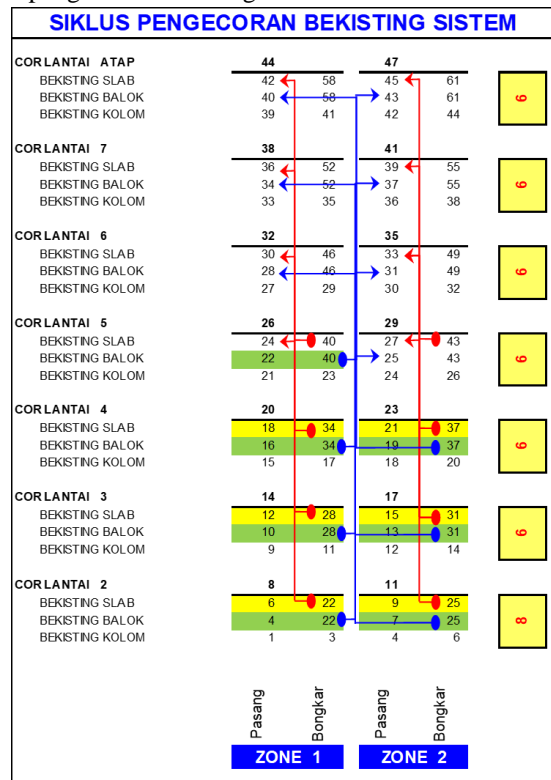 SIKLUS PENGECORAN BEKISTING SISTEM
COR LANTAI ATAP 44 47
BEKISTING SLAB 42 58 45 61
BEKISTING BALOK 40 58 43 61
BEKISTING KOLOM 39 41 42 44
6
COR LANTAI 7 38 41
BEKISTING SLAB 36 52 39 55
BEKISTING BALOK 34 52 37 55
BEKISTING KOLOM 33 35 36 38
6
COR LANTAI 6 32 35
BEKISTING SLAB 30 46 33 49
BEKISTING BALOK 28 46 31 49
BEKISTING KOLOM 27 29 30 32
6
COR LANTAI 5 26 29
BEKISTING SLAB 24 40 27 43
BEKISTING BALOK 22 40 25 43
BEKISTING KOLOM 21 23 24 26
6
COR LANTAI 4 20 23
BEKISTING SLAB 18 34 21 37
BEKISTING BALOK 16 34 19 37
BEKISTING KOLOM 15 17 18 20
6
COR LANTAI 3 14 17
BEKISTING SLAB 12 28 15 31
BEKISTING BALOK 10 28 13 31
BEKISTING KOLOM 9 11 12 14
6
COR LANTAI 2 8 11
BEKISTING SLAB 6 22 9 25
BEKISTING BALOK 4 22 7 25
BEKISTING KOLOM 1 3 4 6
8
Pasang Bongkar Pasang Bongkar
ZONE 1 ZONE 2